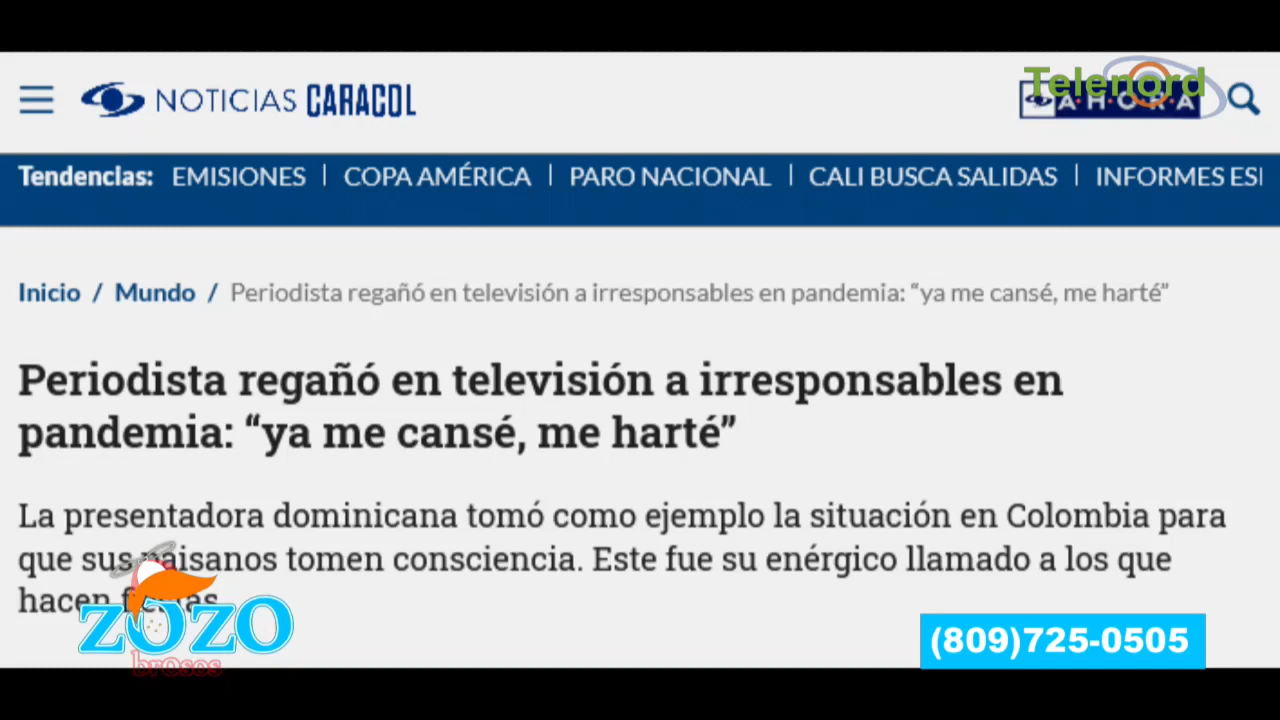 NOTICIAS CARACOL
Telenord
AHORA
Tendencias: EMISIONES | COPA AMÉRICA | PARO NACIONAL | CALI BUSCA SALIDAS | INFORMES ESI
Inicio / Mundo / Periodista regañó en televisión a irresponsables en pandemia: “ya me cansé, me harté”
Periodista regañó en televisión a irresponsables en
pandemia: “ya me cansé, me harté”
La presentadora dominicana tomó como ejemplo la situación en Colombia para
que sus paisanos tomen consciencia. Este fue su enérgico llamado a los que
hacen fiestas
ZOZO
brosos
(809)725-0505